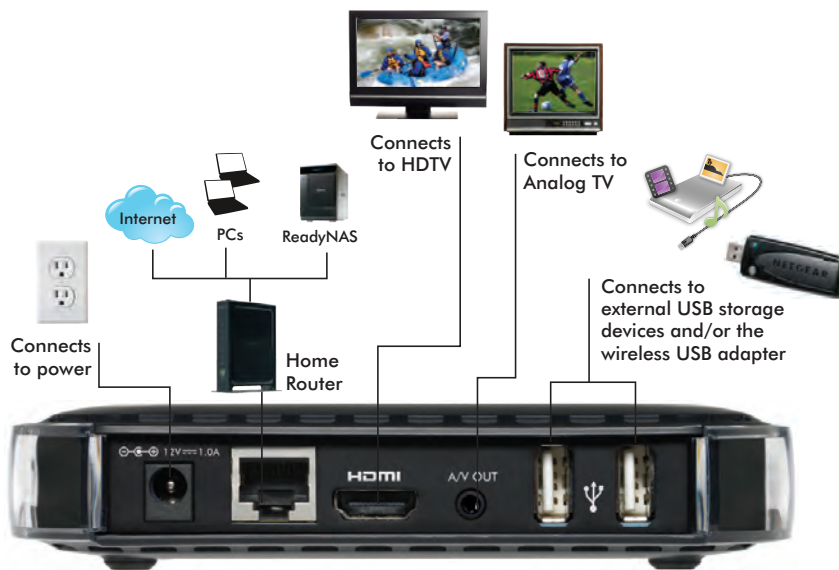 Connects
to HDTV
Connects to
Analog TV
Internet
PCs
ReadyNAS
NETGEAR
Connects to
external USB storage
devices and/or the
wireless USB adapter
Connects
to power
Home
Router
12V 1.0A
HDMI
A/V OUT